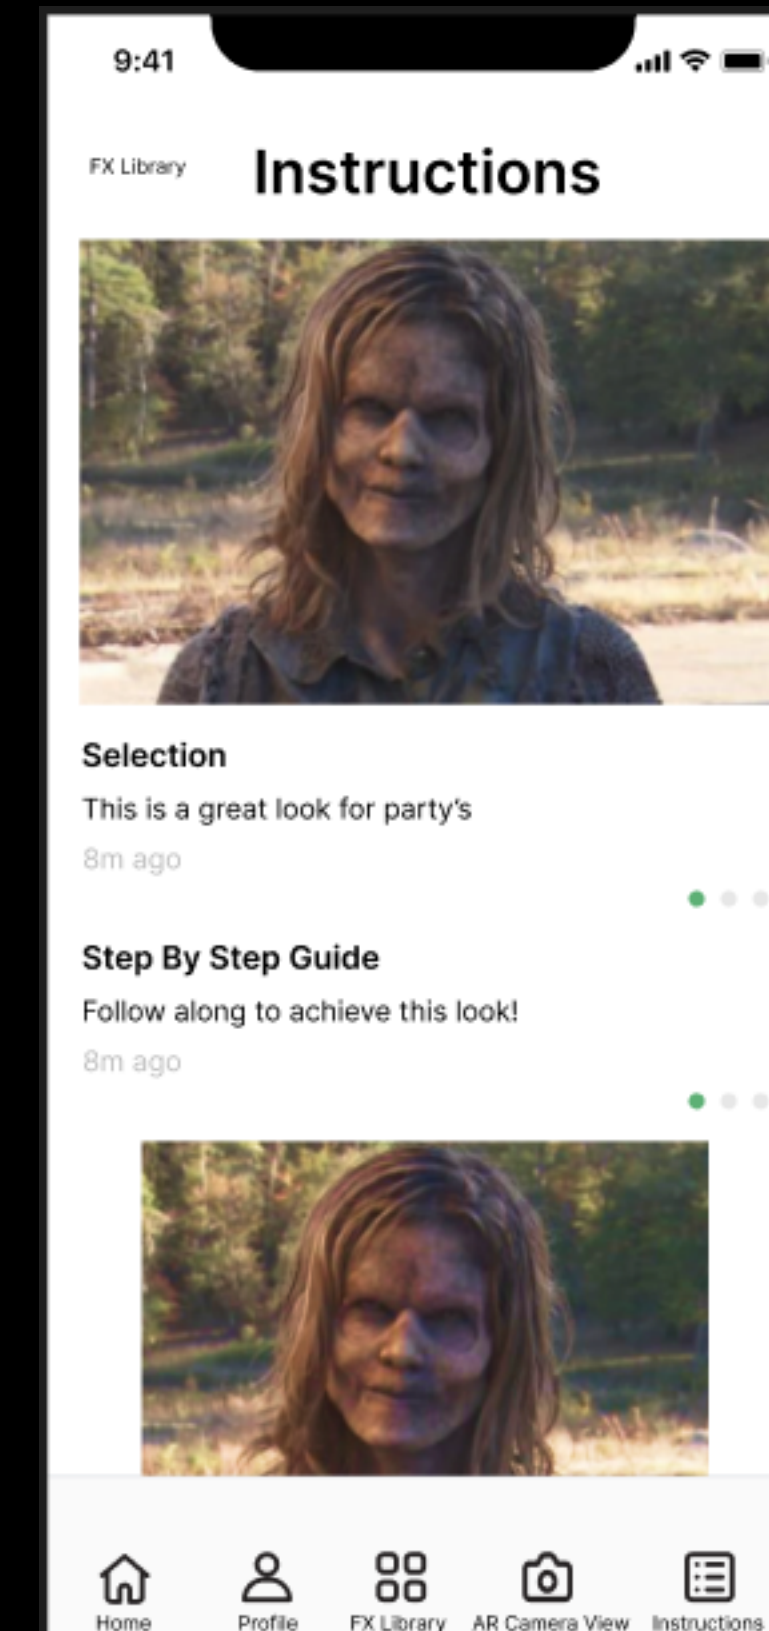 9:41
FX Library
Instructions
Selection
This is a great look for party’s
8m ago
Step By Step Guide
Follow along to achieve this look!
8m ago
Home
Profile
FX Library
AR Camera View
Instructions